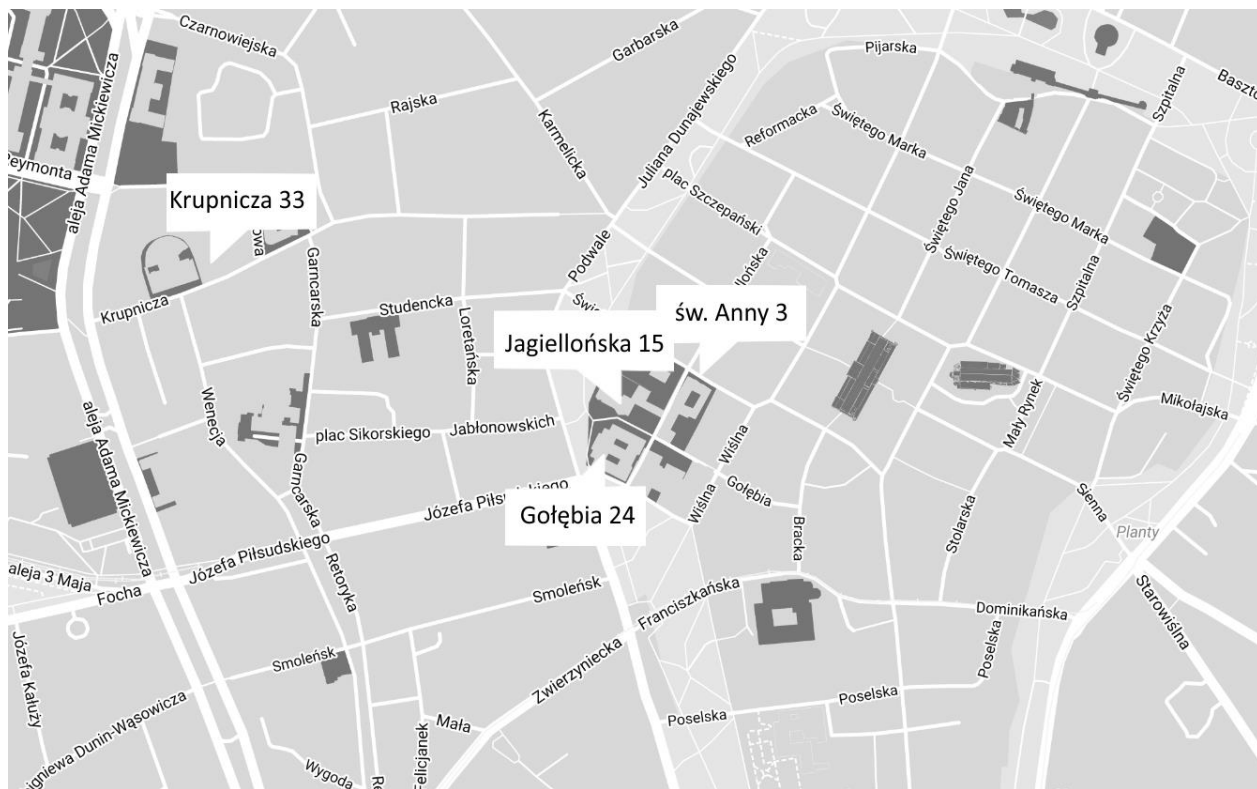 Czarnowiejska
Garbarska
Pijarska
Szpitalna
Rajska
aleja Adama Mickiewicza
Karmelicka
Juliana Dunajewskiego
Reformacka
Świętego Marka
Reymonta
Krupnicza 33
plac Szczepański
Świętego Jana
Świętego Marka
Garncarska
Podwale
Świętego Tomasza
Szpitalna
Krupnicza
Studencka
Loretańska
św. Anny 3
Jagiellońska 15
Świętego Krzyża
Mikołajska
Mały Rynek
Wenecja
plac Sikorskiego
Jabłonowskich
Wiślna
aleja Adama Mickiewicza
Garncarska
Józefa Piłsudskiego
Gołębia 24
Gołębia
Wiślna
Sienna
Stolarska
Bracka
Planty
Józefa Piłsudskiego
Retoryka
aleja 3 Maja
Focha
Smoleńsk
Franciszkańska
Dominikańska
Starowiślna
Józefa Kałuży
Smoleńsk
Zwierzyniecka
Poselska
Poselska
Poselska
Mała
Felicjanek
Wygoda